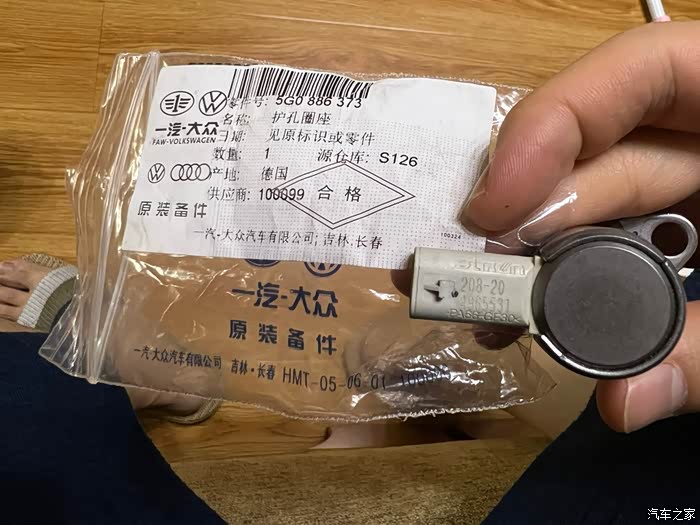 零件号: 5G0 886 373
名称: 护孔圈座
一汽-大众
FAW-VOLKSWAGEN
日期: 见原标识或零件
数量: 1 源仓库: S126
产地: 德国
供应商: 100099
合格
原装备件
一汽-大众汽车有限公司; 吉林.长春
100324
一汽-大众
原装备件
一汽-大众汽车有限公司 吉林·长春 HMT-05-06-01
208-20
汽车之家